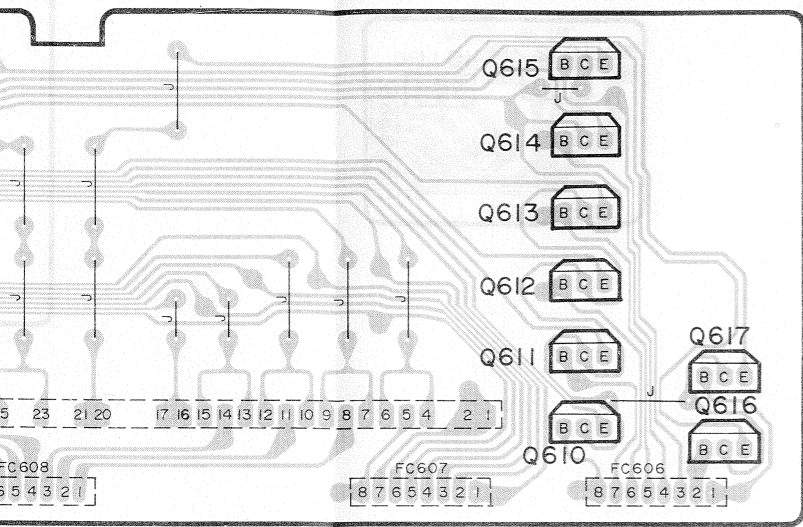 Q615 B C E
J
J
Q614 B C E
J
J
Q613 B C E
Q612 B C E
J
J
J
J
J
J
J
Q617
Q611 B C E
B C E
J
Q616
5 23 21 20 17 16 15 14 13 12 11 10 9 8 7 6 5 4 2 1
B C E
B C E
Q610
FC608
FC607
FC606
6 5 4 3 2 1
8 7 6 5 4 3 2 1
8 7 6 5 4 3 2 1